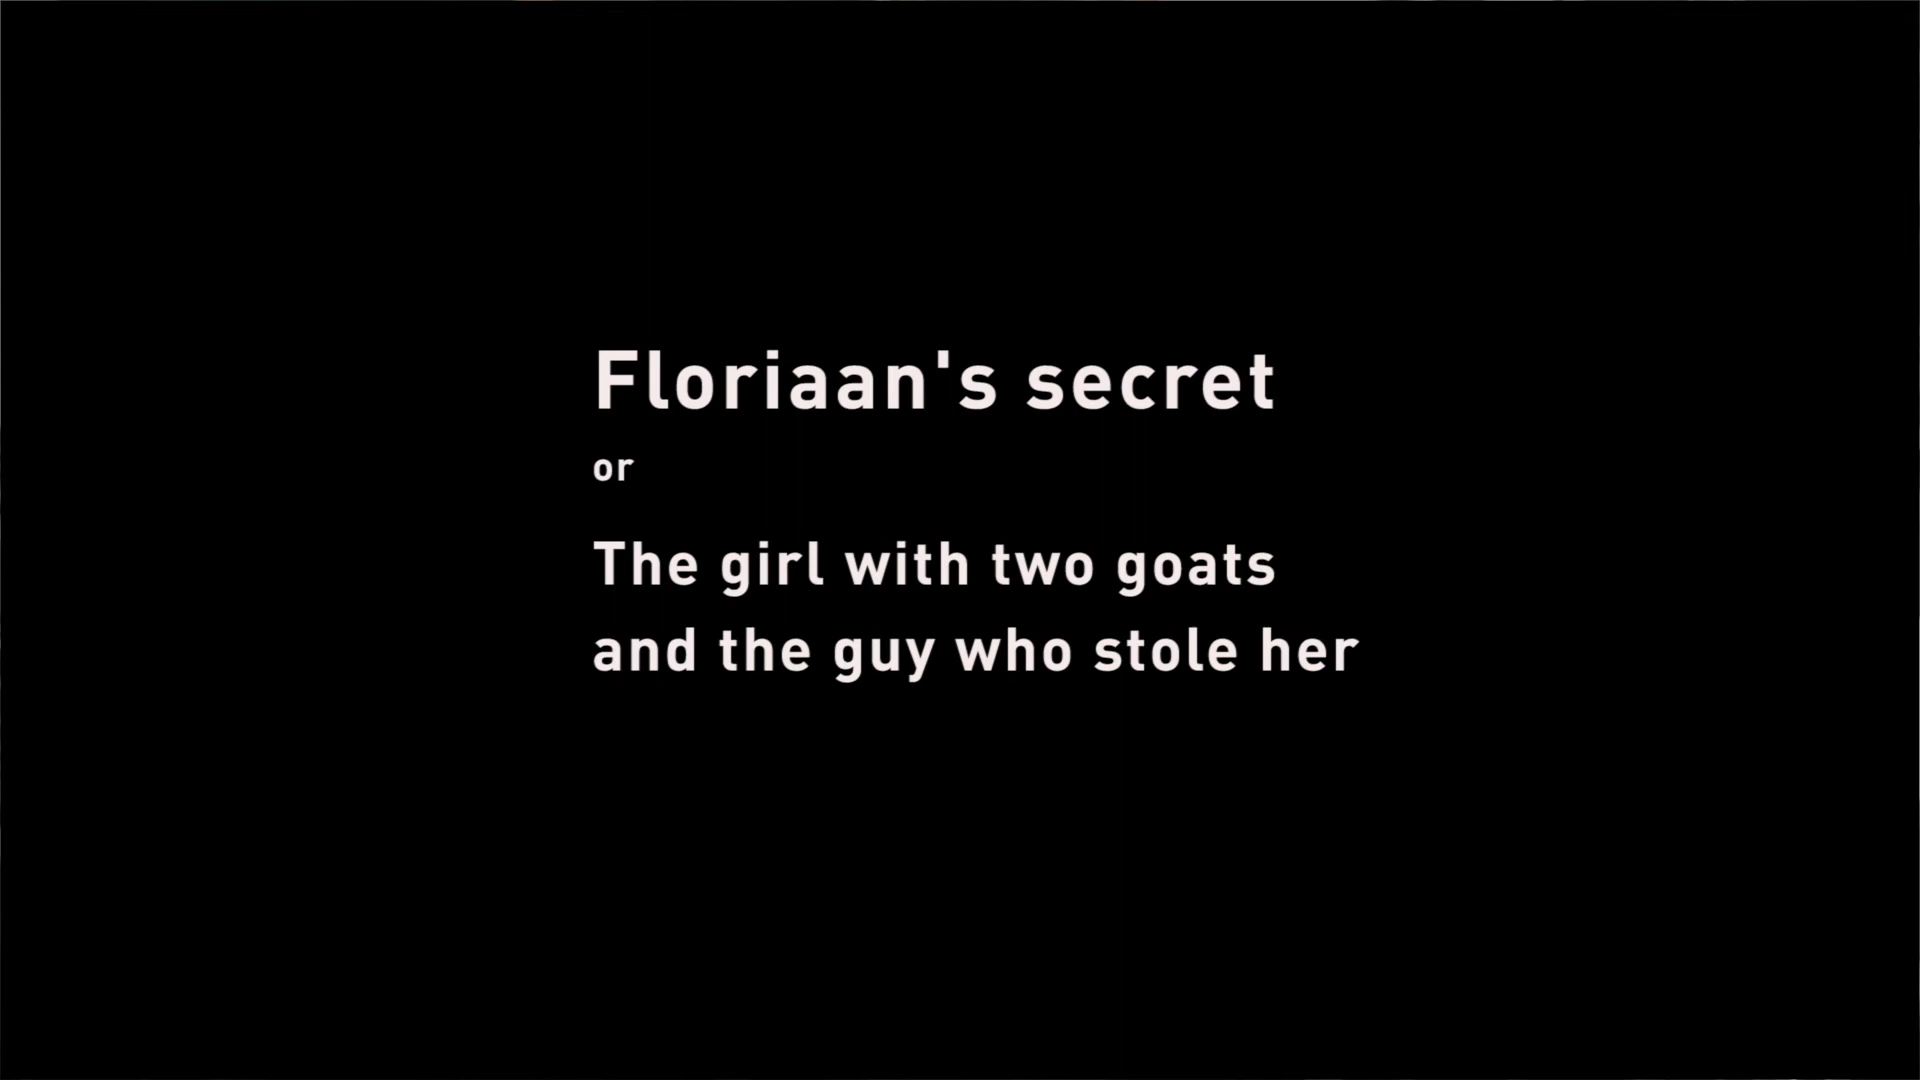 Floriaan's secret
or
The girl with two goats
and the guy who stole her